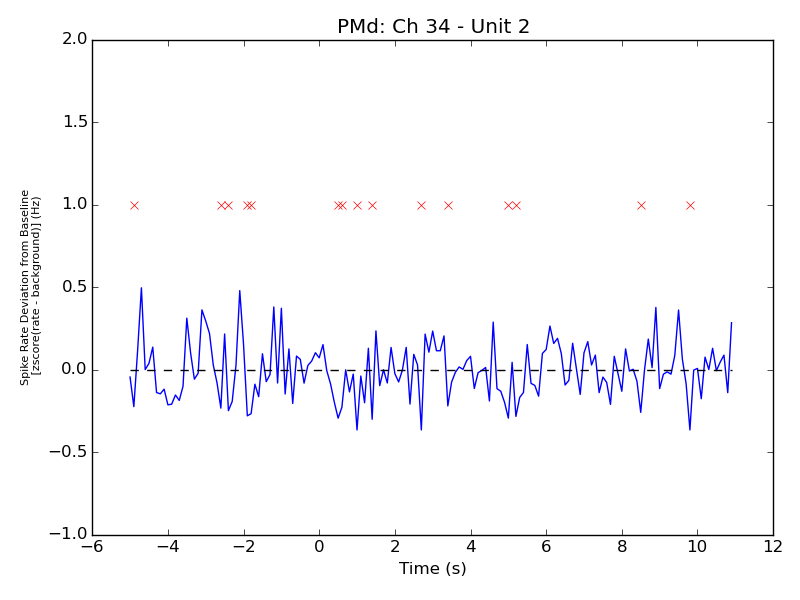 PMd: Ch 34 - Unit 2
2.0
1.5
1.0
0.5
0.0
−0.5
−1.0
Spike Rate Deviation from Baseline
[zscore(rate - background)] (Hz)
−6 −4 −2 0 2 4 6 8 10 12
Time (s)